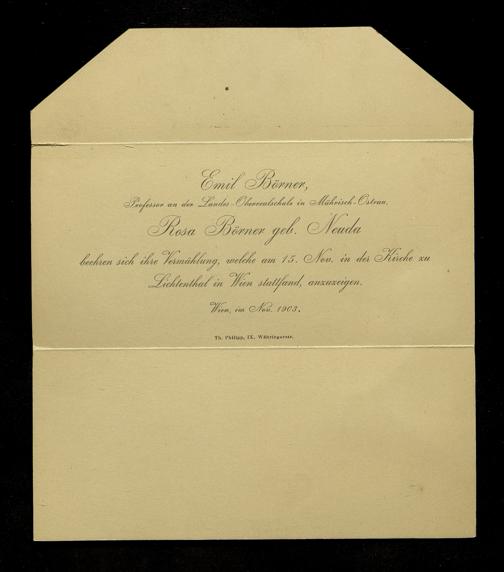 Emil Börner,
Professor an der Landes-Oberrealschule in Mährisch-Ostrau,
Rosa Börner geb. Neuda
beehren sich ihre Vermählung, welche am 15. Nov. in der Kirche zu
Lichtenthal in Wien stattfand, anzuzeigen.
Wien, im Nov. 1903.
Th. Philipp, IX. Währingerstr.